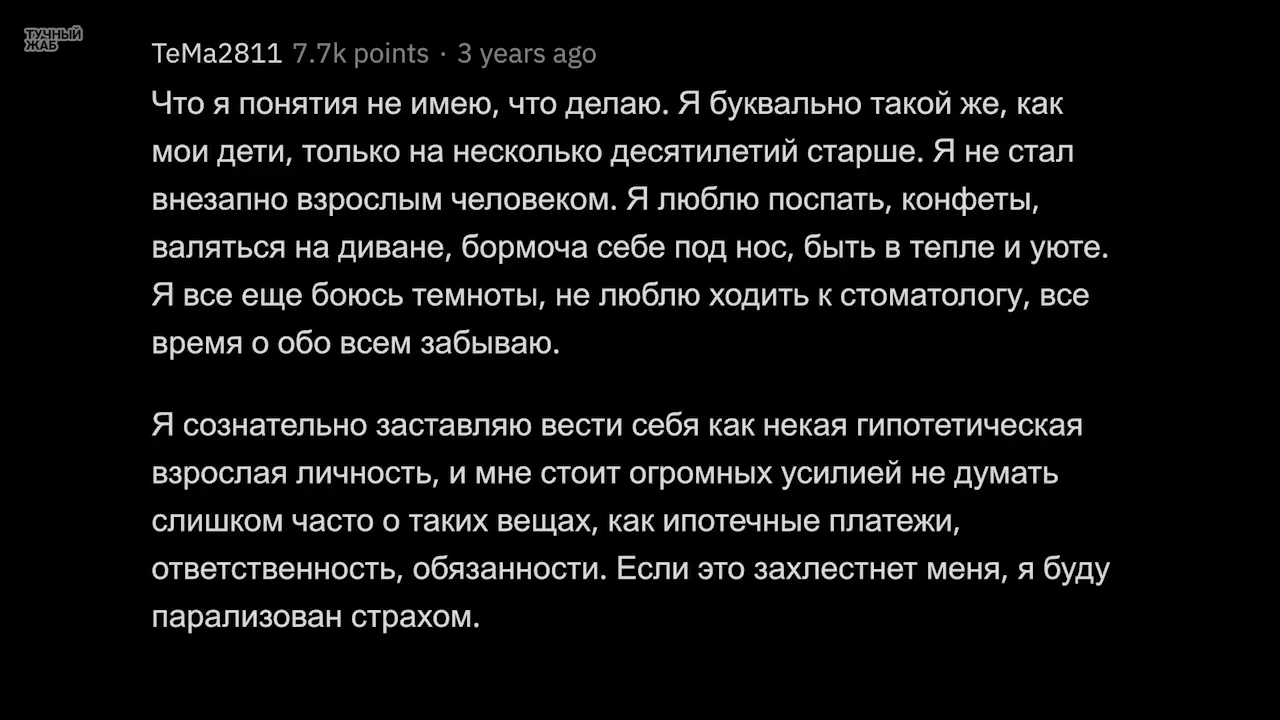 ТУЧНЫЙ
ЖАБ
TeMa2811 7.7k points · 3 years ago
Что я понятия не имею, что делаю. Я буквально такой же, как
мои дети, только на несколько десятилетий старше. Я не стал
внезапно взрослым человеком. Я люблю поспать, конфеты,
валяться на диване, бормоча себе под нос, быть в тепле и уюте.
Я все еще боюсь темноты, не люблю ходить к стоматологу, все
время о обо всем забываю.
Я сознательно заставляю вести себя как некая гипотетическая
взрослая личность, и мне стоит огромных усилией не думать
слишком часто о таких вещах, как ипотечные платежи,
ответственность, обязанности. Если это захлестнет меня, я буду
парализован страхом.